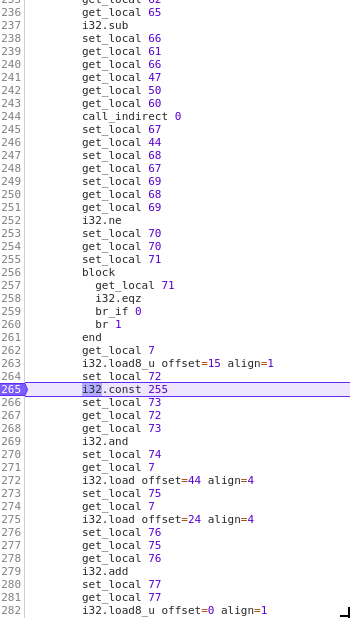 236 get_local 65
237 i32.sub
238 set_local 66
239 get_local 61
240 get_local 66
241 get_local 47
242 get_local 50
243 get_local 60
244 call_indirect 0
245 set_local 67
246 get_local 44
247 set_local 68
248 get_local 67
249 set_local 69
250 get_local 68
251 get_local 69
252 i32.ne
253 set_local 70
254 get_local 70
255 set_local 71
256 block
257 get_local 71
258 i32.eqz
259 br_if 0
260 br 1
261 end
262 get_local 7
263 i32.load8_u offset=15 align=1
264 set_local 72
265 i32.const 255
266 set_local 73
267 get_local 72
268 get_local 73
269 i32.and
270 set_local 74
271 get_local 7
272 i32.load offset=44 align=4
273 set_local 75
274 get_local 7
275 i32.load offset=24 align=4
276 set_local 76
277 get_local 75
278 get_local 76
279 i32.add
280 set_local 77
281 get_local 77
282 i32.load8_u offset=0 align=1